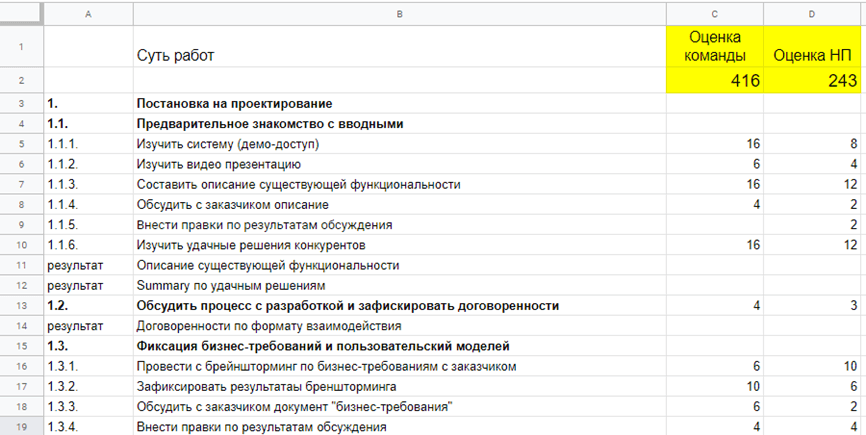 A B C D
1 Суть работ Оценка команды Оценка НП
2 416 243
3 1. Постановка на проектирование
4 1.1. Предварительное знакомство с вводными
5 1.1.1. Изучить систему (демо-доступ) 16 8
6 1.1.2. Изучить видео презентацию 6 4
7 1.1.3. Составить описание существующей функциональности 16 12
8 1.1.4. Обсудить с заказчиком описание 4 2
9 1.1.5. Внести правки по результатам обсуждения 2
10 1.1.6. Изучить удачные решения конкурентов 16 12
11 результат Описание существующей функциональности
12 результат Summary по удачным решениям
13 1.2. Обсудить процесс с разработкой и зафискировать договоренности 4 3
14 результат Договоренности по формату взаимодействия
15 1.3. Фиксация бизнес-требований и пользовательский моделей
16 1.3.1. Провести с брейншторминг по бизнес-требованиям с заказчиком 6 10
17 1.3.2. Зафиксировать результатаы бреншторминга 10 6
18 1.3.3. Обсудить с заказчиком документ "бизнес-требования" 6 2
19 1.3.4. Внести правки по результатам обсуждения 4 4